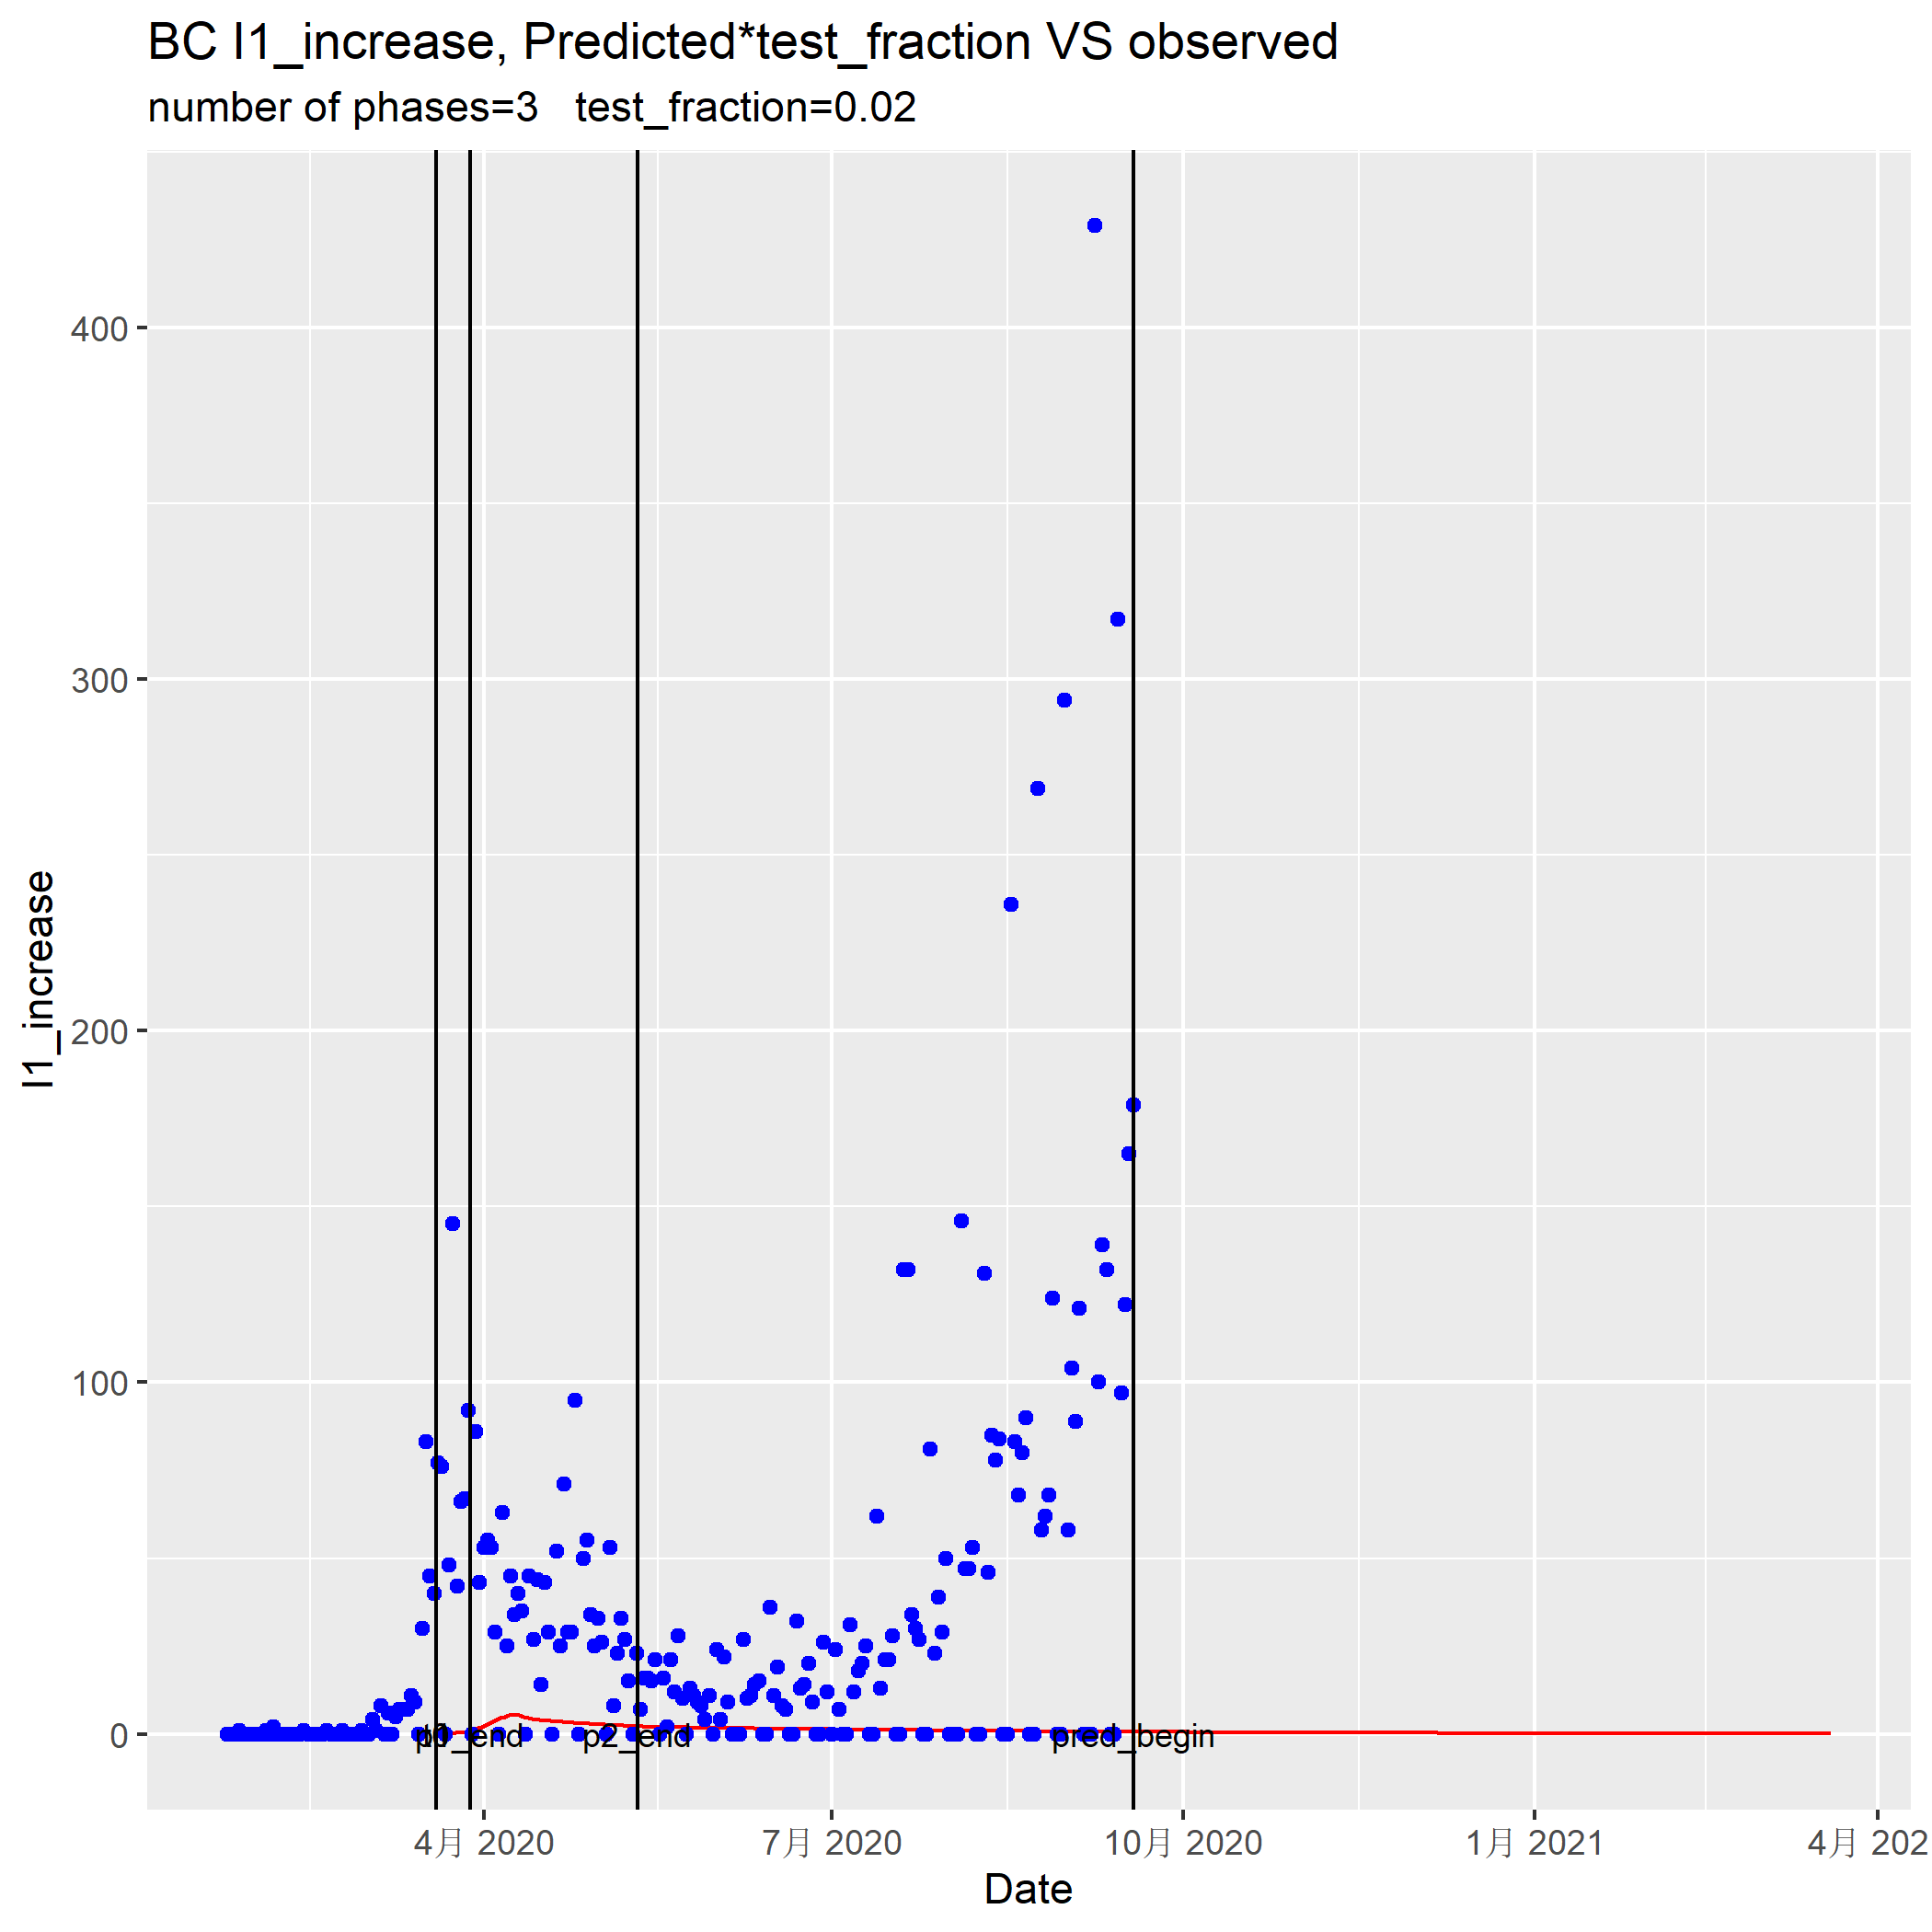 BC I1_increase, Predicted*test_fraction VS observed
number of phases=3 test_fraction=0.02
I1_increase
400
300
200
100
0
p1_end
p2_end
pred_begin
4月 2020
7月 2020
10月 2020
1月 2021
4月 202
Date